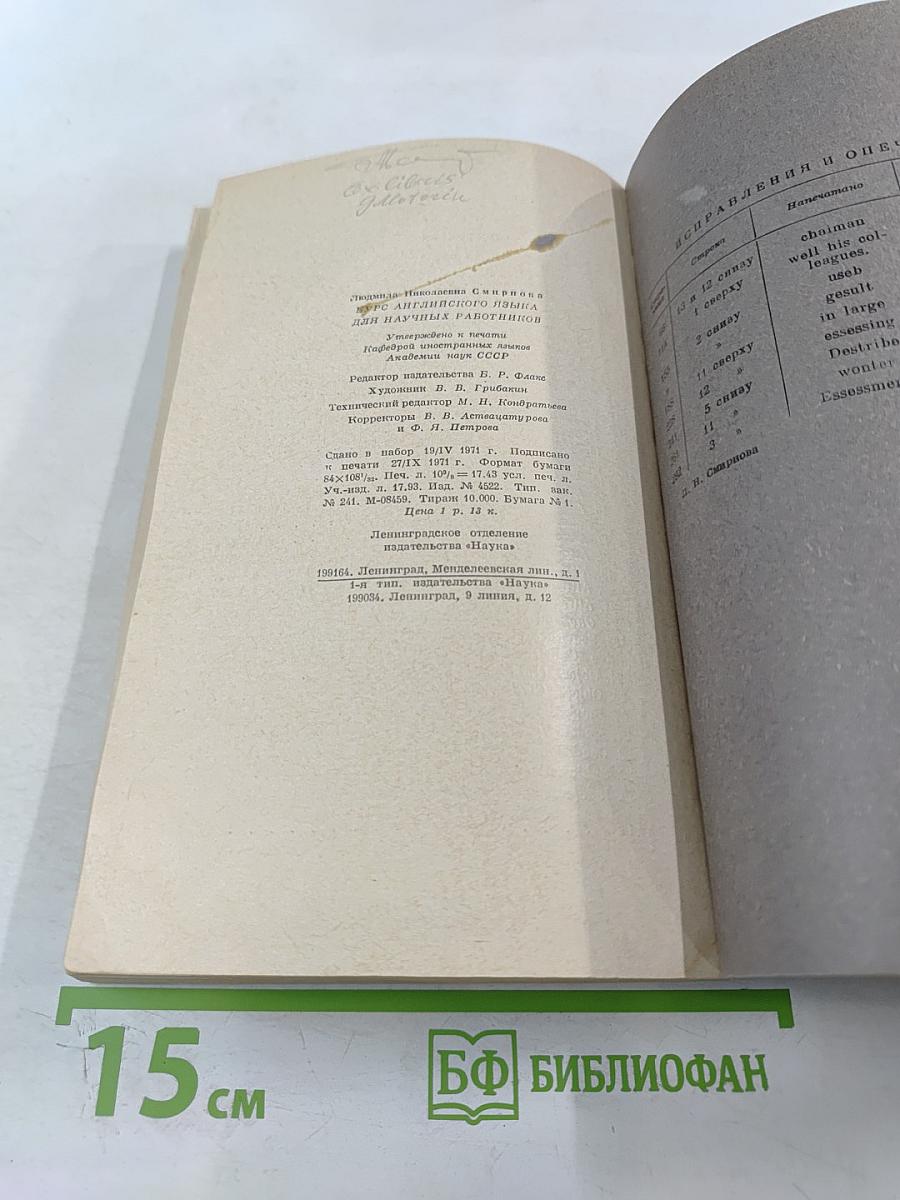 ex libris
Людмила Николаевна Смирнова
КУРС АНГЛИЙСКОГО ЯЗЫКА
ДЛЯ НАУЧНЫХ РАБОТНИКОВ
Утверждено к печати
Кафедрой иностранных языков
Академии наук СССР
Редактор издательства Б. Р. Флакс
Художник В. В. Грибакин
Технический редактор М. Н. Кондратьева
Корректоры В. В. Аствацатурова
и Ф. Я. Петрова
Сдано в набор 19/IV 1971 г. Подписано
к печати 27/IX 1971 г. Формат бумаги
84×108¹/₃₂. Печ. л. 10³/₈ = 17.43 усл. печ. л.
Уч.-изд. л. 17.93. Изд. № 4522. Тип. зак.
№ 241. М-08459. Тираж 10.000. Бумага № 1.
Цена 1 р. 13 к.
Ленинградское отделение
издательства «Наука»
199164. Ленинград, Менделеевская лин., д. 1
1-я тип. издательства «Наука»
199034. Ленинград, 9 линия, д. 12
ИСПРАВЛЕНИЯ И ОПЕЧ
Строка Напечатано
13 и 12 снизу chaiman
1 сверху well his col-
leagues.
2 снизу useb
» gesult
11 сверху in large
12 » essessing
5 снизу Destribe
11 » wonter
3 » Essessmen
Л. Н. Смирнова
15 см
БФ БИБЛИОФАН